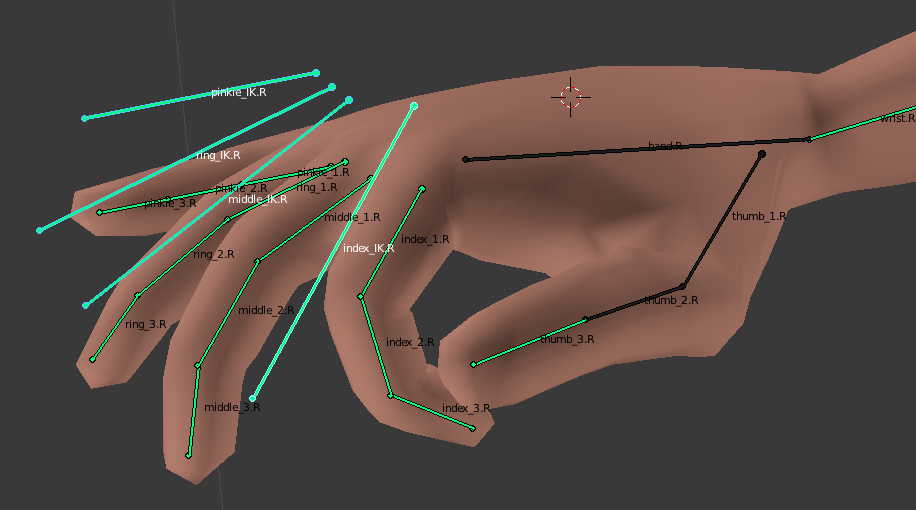 pinkie_IK.R
wrist.R
hand.R
ring_IK.R
pinkie_1.R
pinkie_2.R
ring_1.R
pinkie_3.R
middle_IK.R
middle_1.R
thumb_1.R
index_1.R
index_IK.R
ring_2.R
thumb_2.R
middle_2.R
ring_3.R
thumb_3.R
index_2.R
middle_3.R
index_3.R